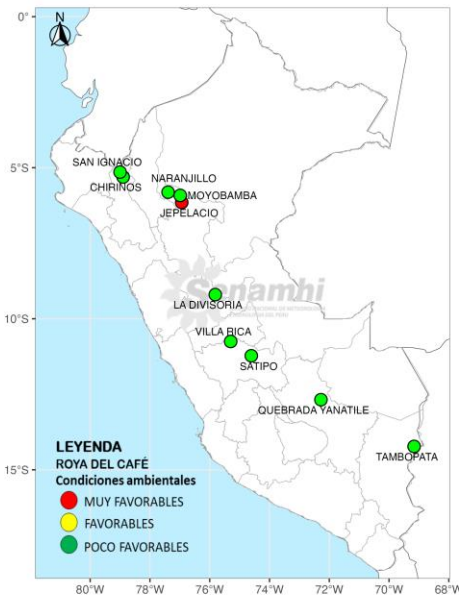 N
0°
5°S
10°S
15°S
SAN IGNACIO
CHIRINOS
NARANJILLO
MOYOBAMBA
JEPELACIO
Senamhi
LA DIVISORIA
VILLA RICA
SATIPO
QUEBRADA YANATILE
TAMBOPATA
LEYENDA
ROYA DEL CAFÉ
Condiciones ambientales
MUY FAVORABLES
FAVORABLES
POCO FAVORABLES
80°W 78°W 76°W 74°W 72°W 70°W 68°W